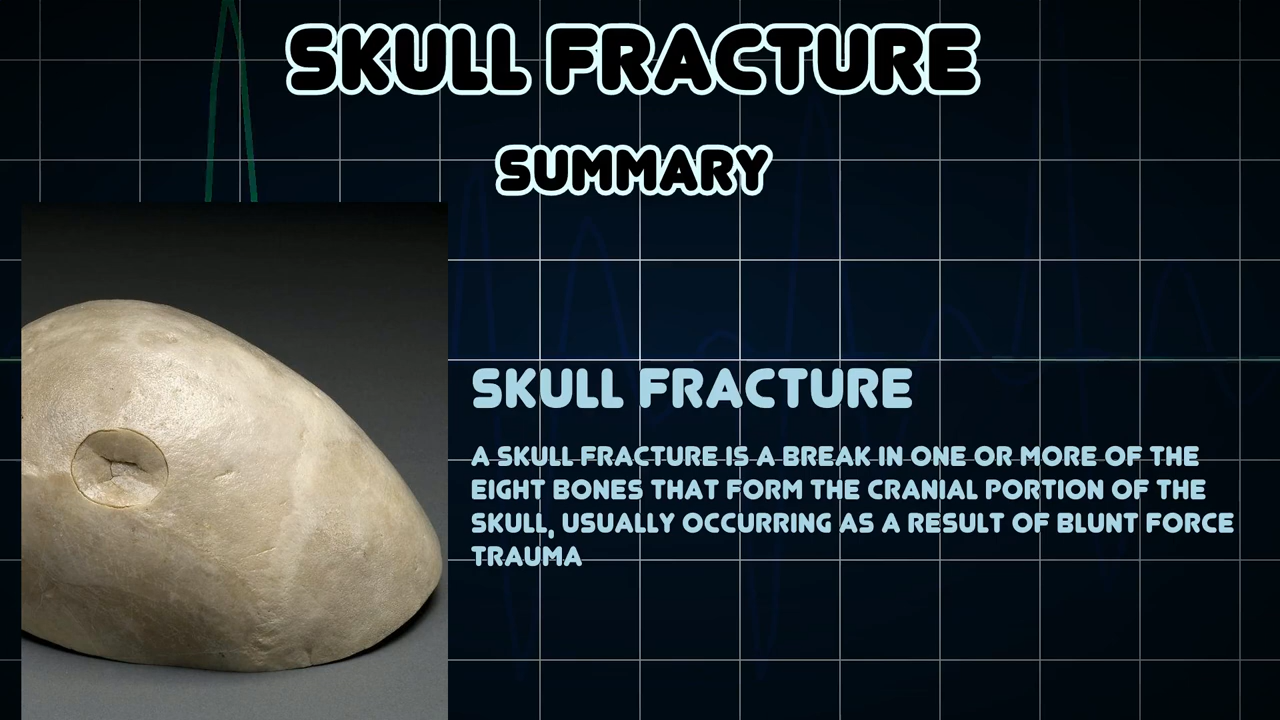 SKULL FRACTURE
SUMMARY
SKULL FRACTURE
A SKULL FRACTURE IS A BREAK IN ONE OR MORE OF THE
EIGHT BONES THAT FORM THE CRANIAL PORTION OF THE
SKULL, USUALLY OCCURRING AS A RESULT OF BLUNT FORCE
TRAUMA